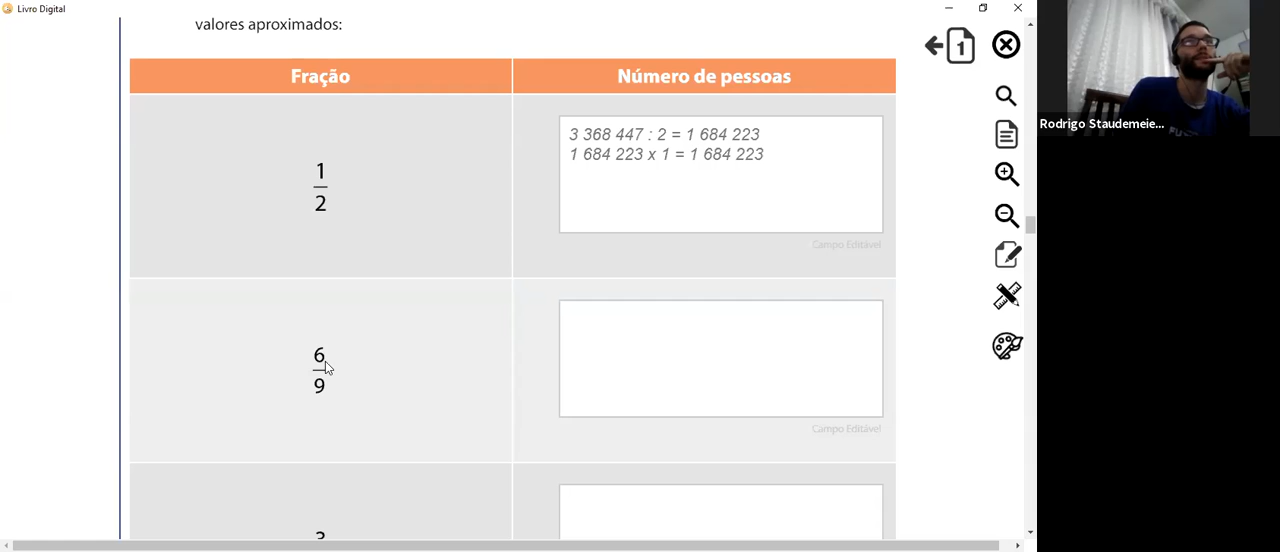 Livro Digital
valores aproximados:
Fração
Número de pessoas
1
2
3 368 447 : 2 = 1 684 223
1 684 223 x 1 = 1 684 223
Campo Editável
6
9
Campo Editável
1
Rodrigo Staudemeie...